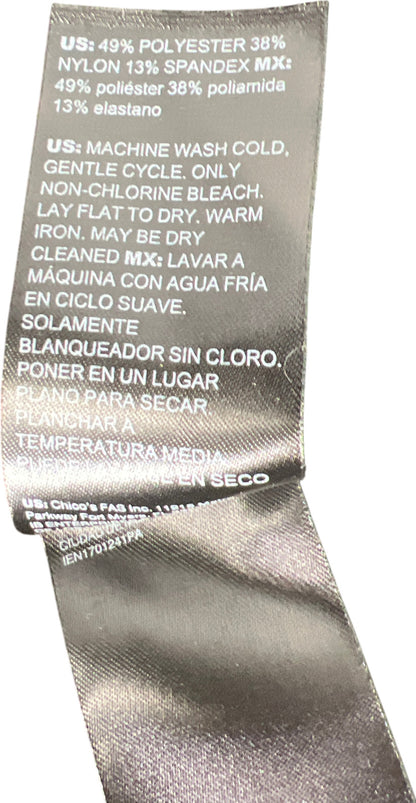 US: 49% POLYESTER 38%
NYLON 13% SPANDEX MX:
49% poliéster 38% poliamida
13% elastano
US: MACHINE WASH COLD,
GENTLE CYCLE. ONLY
NON-CHLORINE BLEACH.
LAY FLAT TO DRY. WARM
IRON. MAY BE DRY
CLEANED MX: LAVAR A
MÁQUINA CON AGUA FRÍA
EN CICLO SUAVE.
SOLAMENTE
BLANQUEADOR SIN CLORO.
PONER EN UN LUGAR
PLANO PARA SECAR.
PLANCHAR A
TEMPERATURA MEDIA.
EN SECO
US: Chico's FAS Inc.
Parkway Fort
IEN1701241PA